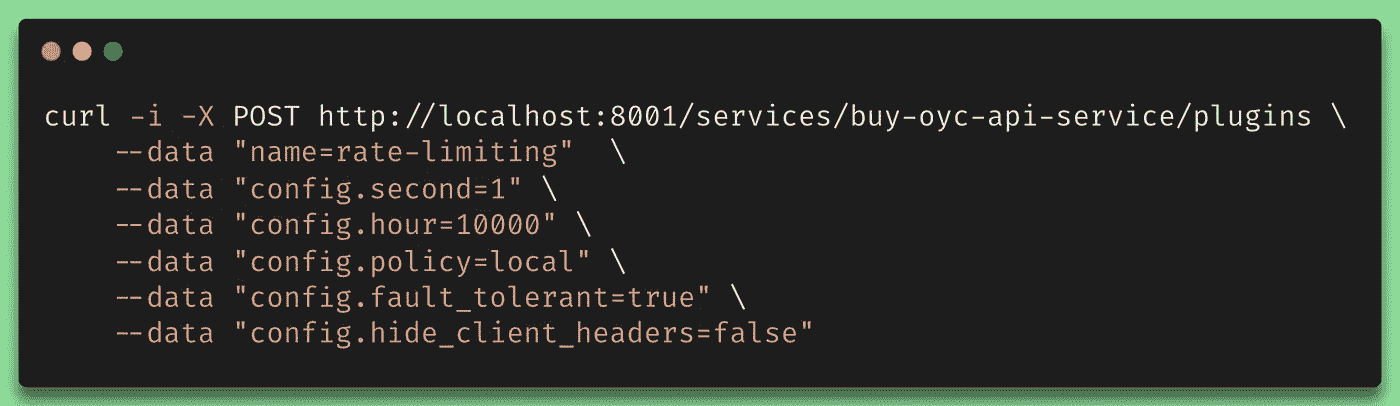 curl -i -X POST http://localhost:8001/services/buy-oyc-api-service/plugins \
--data "name=rate-limiting"  \
--data "config.second=1" \
--data "config.hour=10000" \
--data "config.policy=local" \
--data "config.fault_tolerant=true" \
--data "config.hide_client_headers=false"